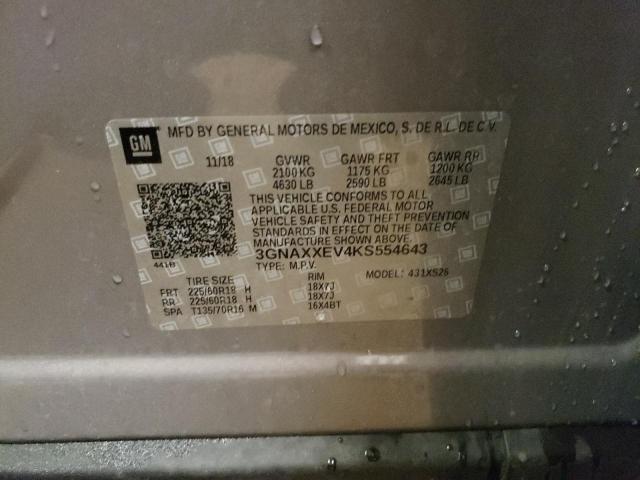 GM
MFD BY GENERAL MOTORS DE MEXICO, S. DE R.L. DE C.V.
11/18 GVWR GAWR FRT GAWR RR
2100 KG 1175 KG 1200 KG
4630 LB 2590 LB 2645 LB
THIS VEHICLE CONFORMS TO ALL
APPLICABLE U.S. FEDERAL MOTOR
VEHICLE SAFETY AND THEFT PREVENTION
STANDARDS IN EFFECT ON THE DATE OF
MANUFACTURE SHOWN ABOVE.
3GNAXXEV4KS554643
441B TYPE: M.P.V. MODEL: 431XS26
TIRE SIZE RIM
FRT 225/60R18 H 18X7J
RR 225/60R18 H 18X7J
SPA T135/70R16 M 16X4BT